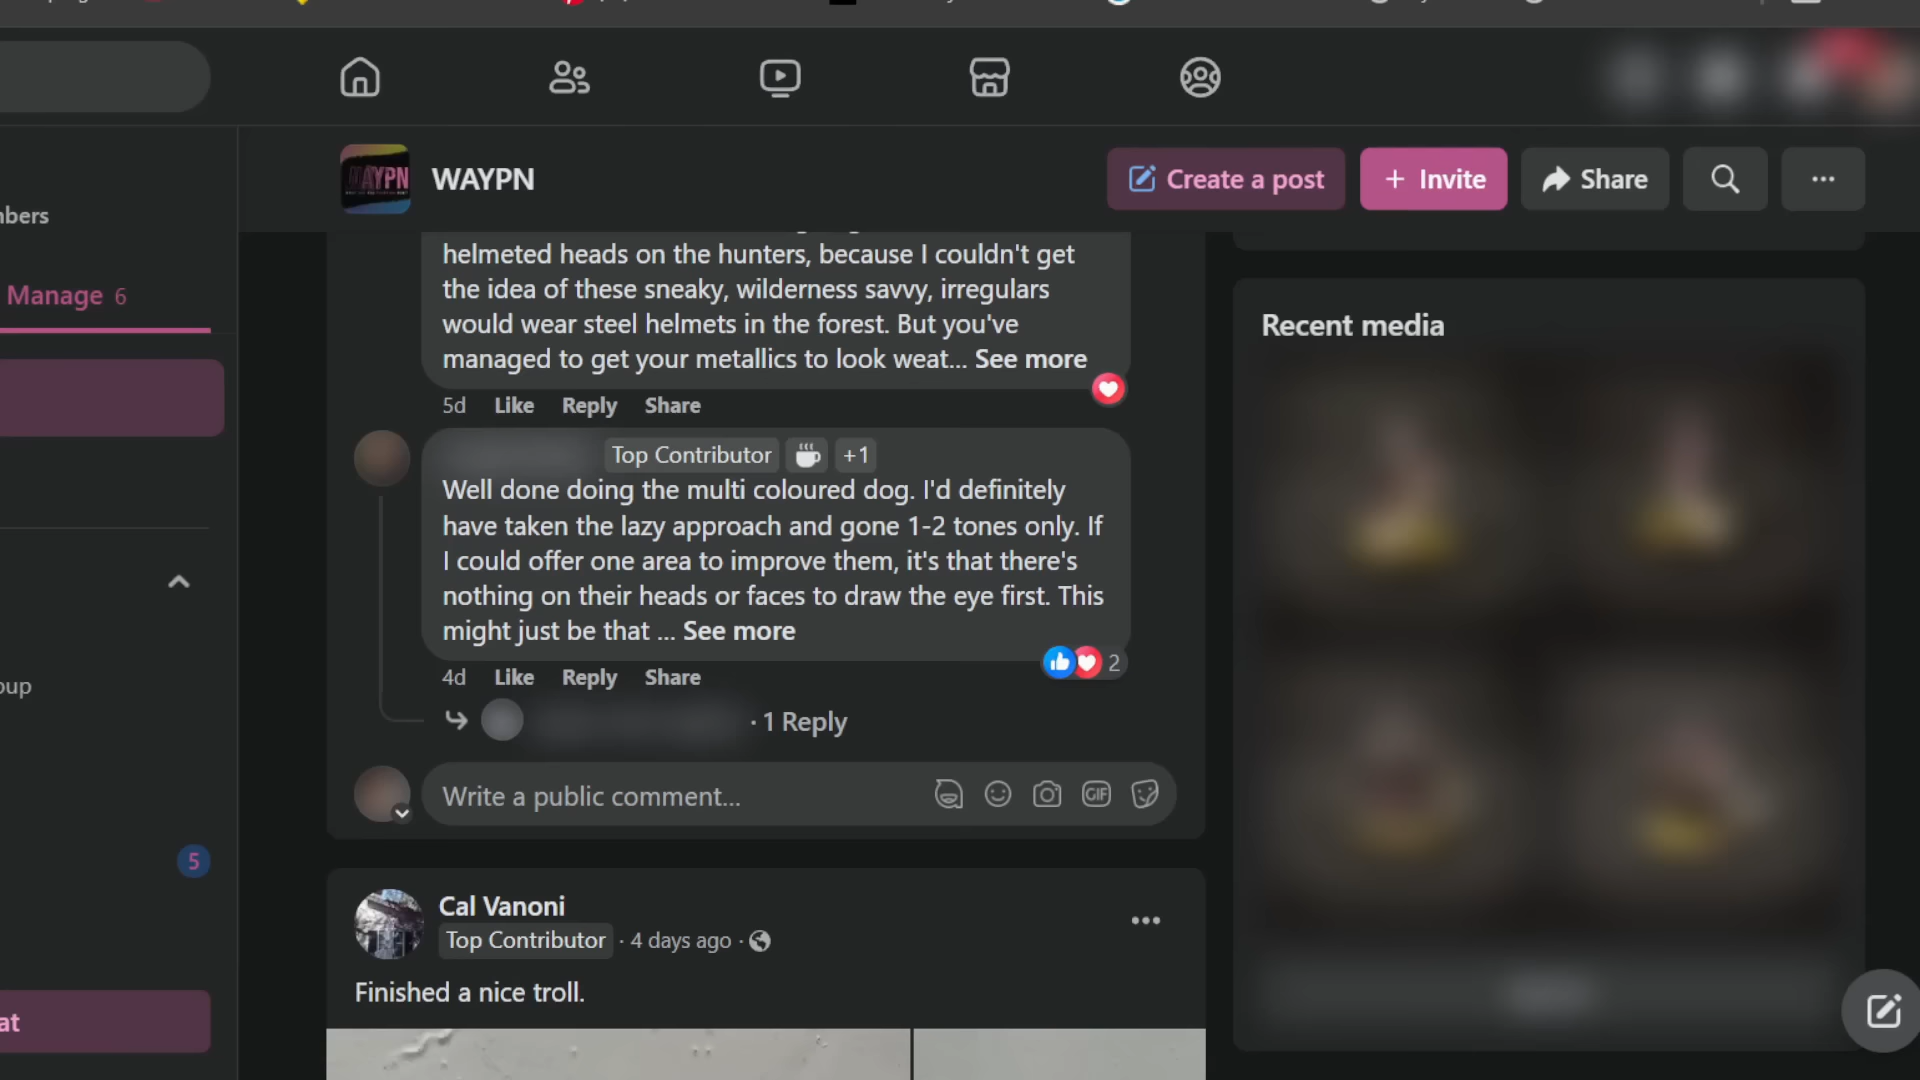 WAYPN
Create a post
+ Invite
Share
mbers
Manage 6
helmeted heads on the hunters, because I couldn't get
the idea of these sneaky, wilderness savvy, irregulars
would wear steel helmets in the forest. But you've
managed to get your metallics to look weat... See more
5d Like Reply Share
Top Contributor +1
Well done doing the multi coloured dog. I'd definitely
have taken the lazy approach and gone 1-2 tones only. If
I could offer one area to improve them, it's that there's
nothing on their heads or faces to draw the eye first. This
might just be that ... See more
2
4d Like Reply Share
· 1 Reply
Write a public comment...
GIF
Recent media
oup
5
at
Cal Vanoni
Top Contributor · 4 days ago ·
Finished a nice troll.